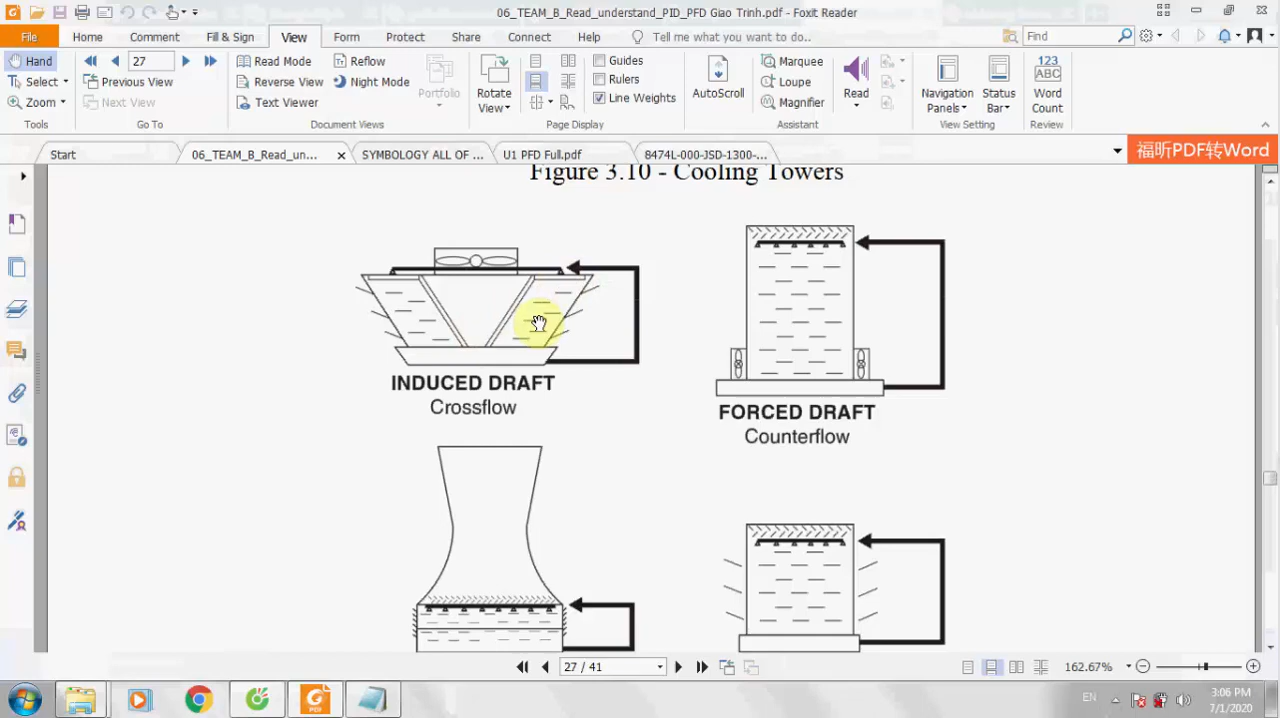 06_TEAM_B_Read_understand_PID_PFD Giao Trinh.pdf - Foxit Reader
File Home Comment Fill & Sign View Form Protect Share Connect Help Tell me what you want to do.. Find
Hand 27 Read Mode Reflow Guides Marquee
Select Previous View Reverse View Night Mode Portfolio Rotate View Rulers AutoScroll Loupe Read Navigation Panels Status Bar 123 ABC Word Count
Zoom Next View Text Viewer Line Weights Magnifier
Tools Go To Document Views Page Display Assistant View Setting Review
Start 06_TEAM_B_Read_un... SYMBOLOGY ALL OF ... U1 PFD Full.pdf 8474L-000-JSD-1300-... 福昕PDF转Word
Figure 3.10 - Cooling Towers
INDUCED DRAFT
Crossflow
FORCED DRAFT
Counterflow
27 / 41 162.67%
PDF EN 3:06 PM
7/1/2020